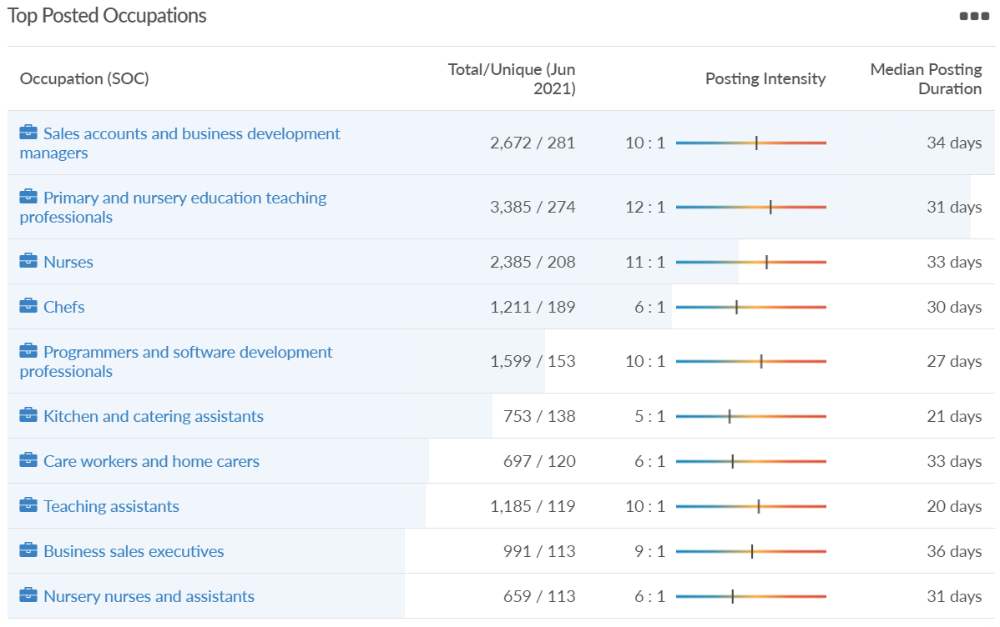 Top Posted Occupations
Occupation (SOC)
Total/Unique (Jun
2021)
Posting Intensity
Median Posting
Duration
Sales accounts and business development
managers
2,672 / 281
10 : 1
34 days
Primary and nursery education teaching
professionals
3,385 / 274
12 : 1
31 days
Nurses
2,385 / 208
11 : 1
33 days
Chefs
1,211 / 189
6 : 1
30 days
Programmers and software development
professionals
1,599 / 153
10 : 1
27 days
Kitchen and catering assistants
753 / 138
5 : 1
21 days
Care workers and home carers
697 / 120
6 : 1
33 days
Teaching assistants
1,185 / 119
10 : 1
20 days
Business sales executives
991 / 113
9 : 1
36 days
Nursery nurses and assistants
659 / 113
6 : 1
31 days